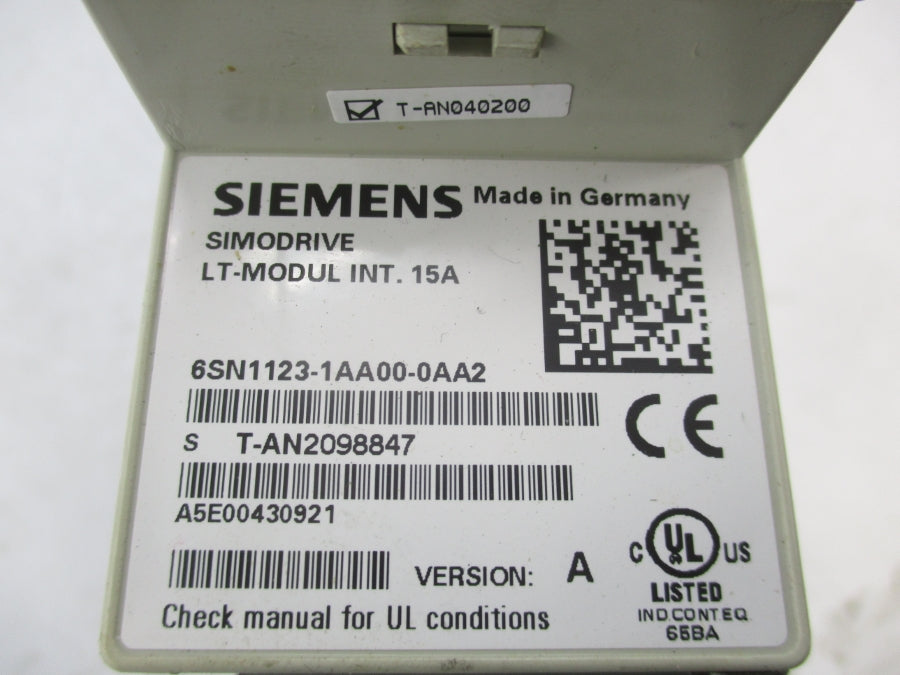 T-AN040200
SIEMENS Made in Germany
SIMODRIVE
LT-MODUL INT. 15A
6SN1123-1AA00-0AA2
CE
S T-AN2098847
A5E00430921
VERSION: A
C UL US
LISTED
IND.CONT.EQ.
65BA
Check manual for UL conditions